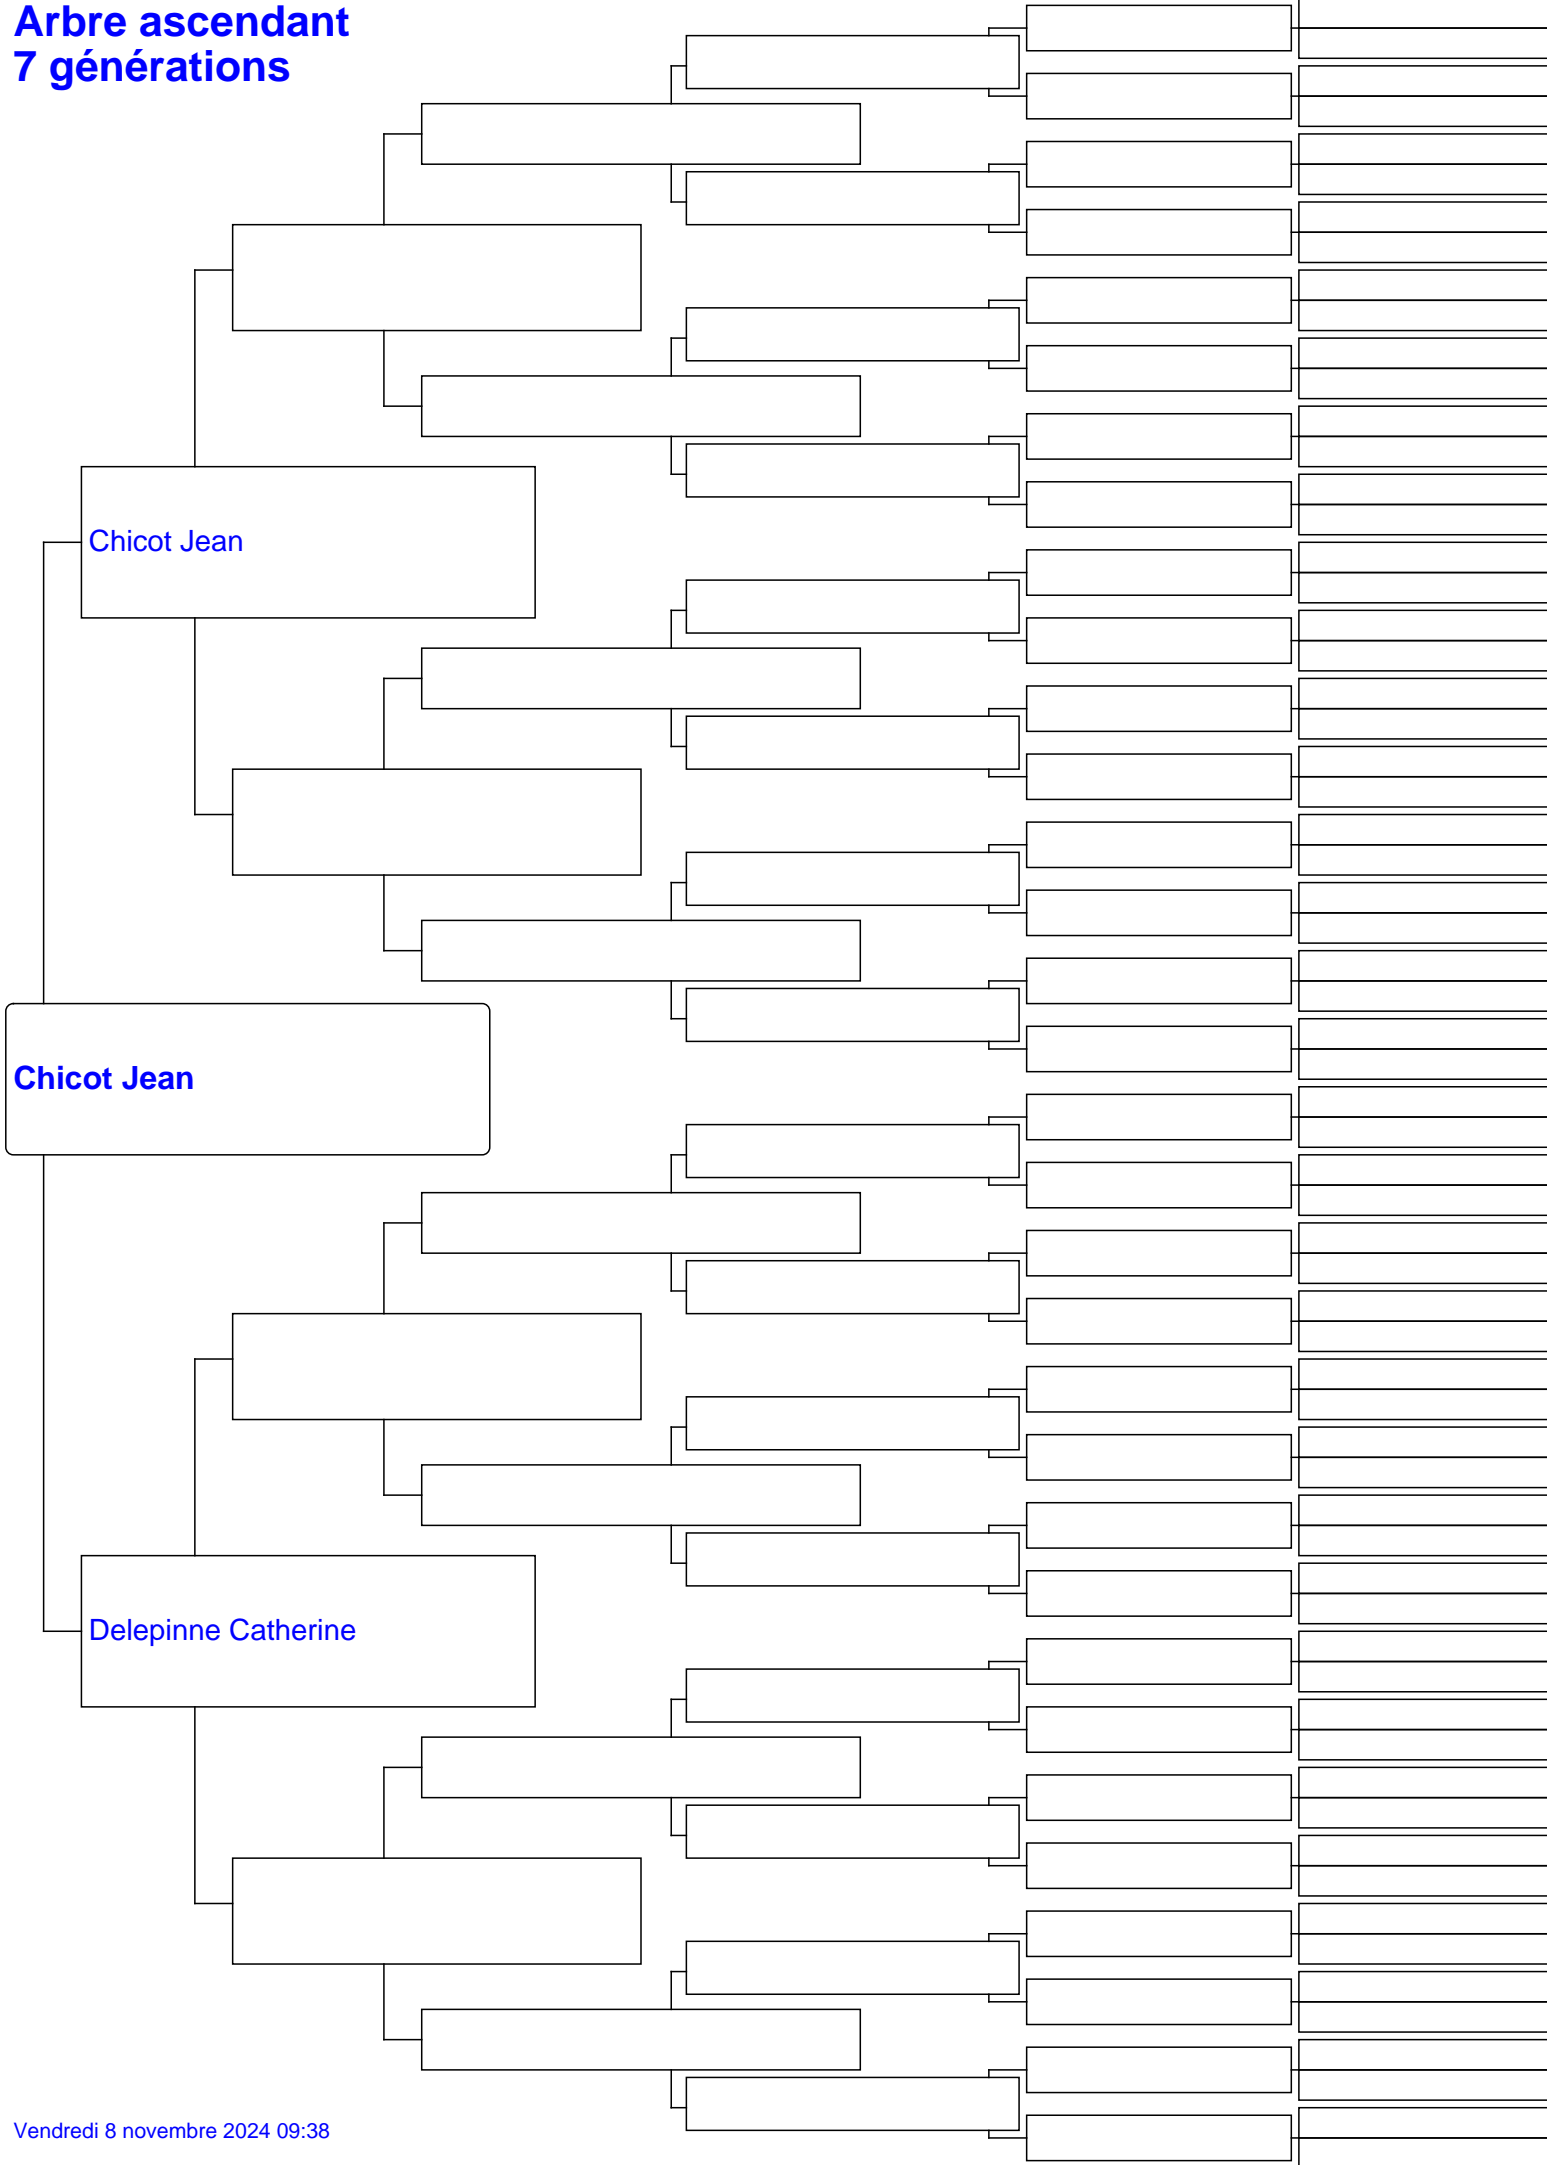 Arbre ascendant
7 générations
Chicot Jean
Chicot Jean
Delepinne Catherine
Vendredi 8 novembre 2024 09:38